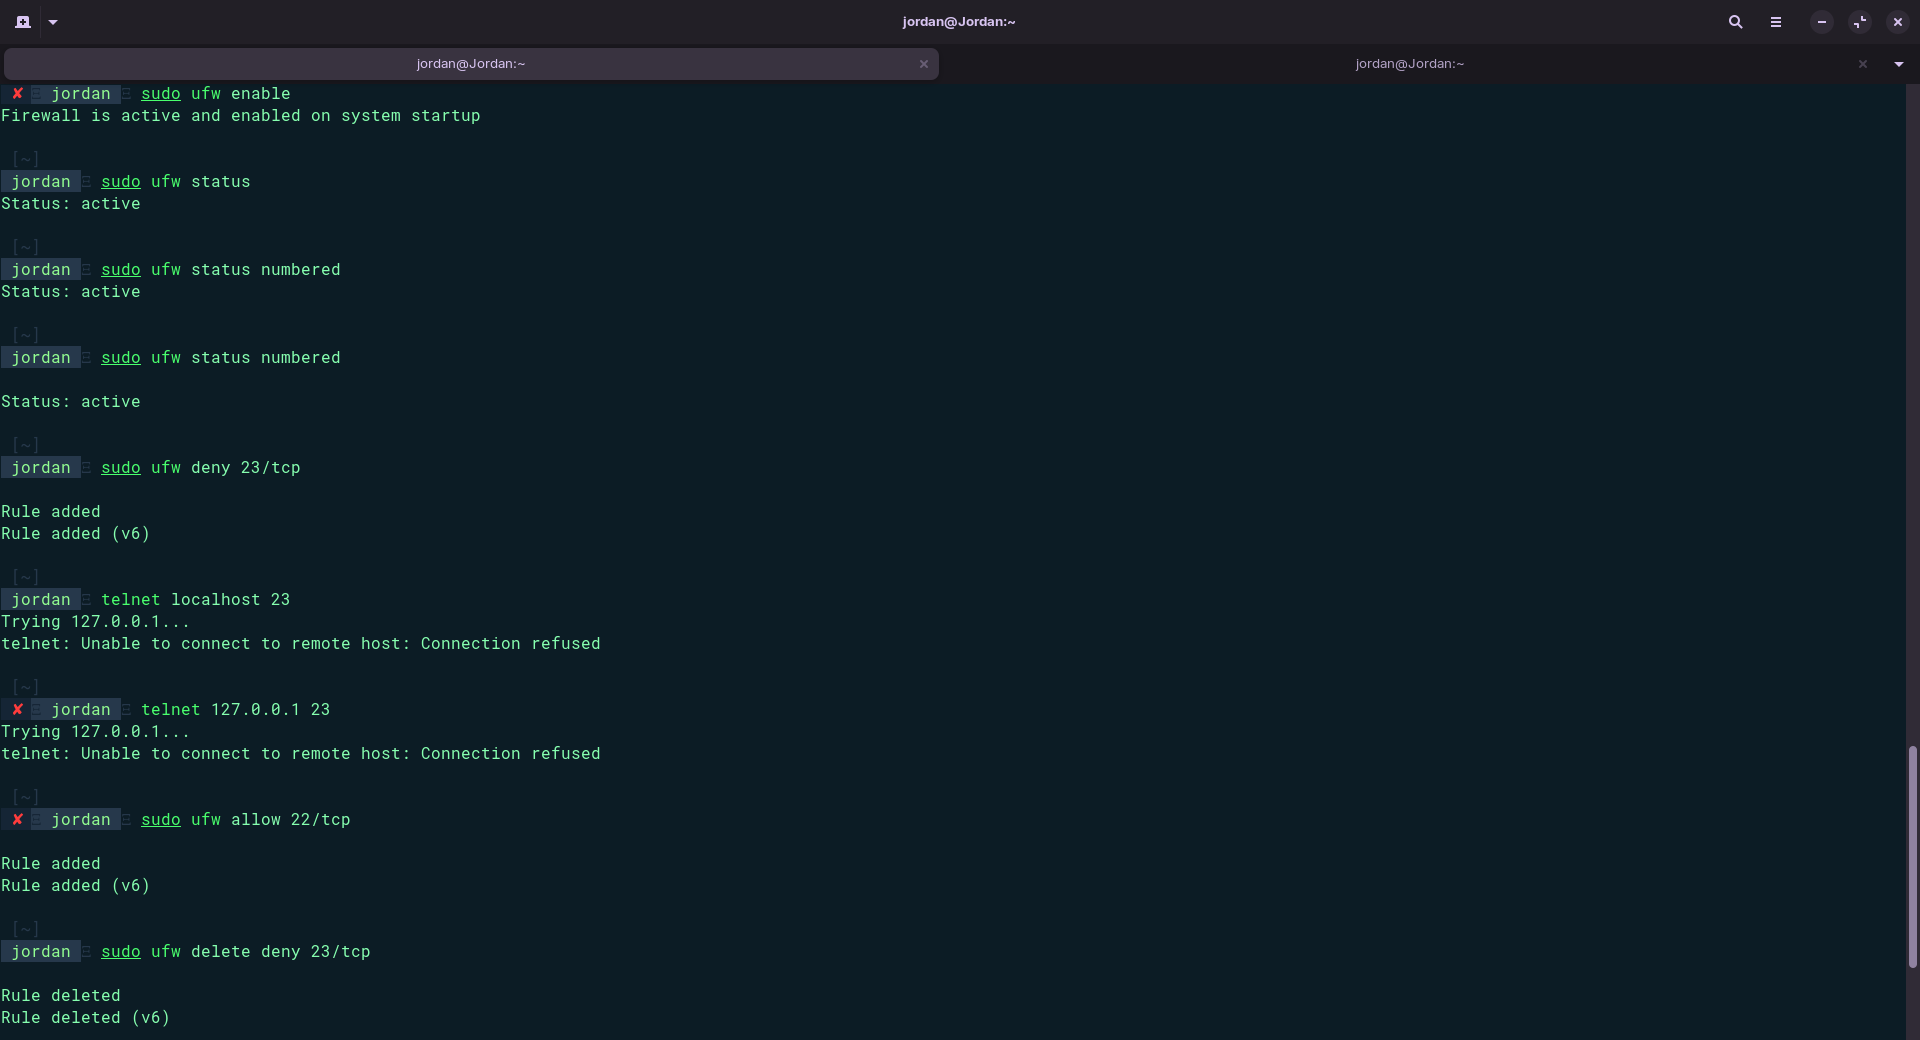 jordan@Jordan:~
jordan@Jordan:~
jordan@Jordan:~
✘ jordan sudo ufw enable
Firewall is active and enabled on system startup
[~]
jordan sudo ufw status
Status: active
[~]
jordan sudo ufw status numbered
Status: active
[~]
jordan sudo ufw status numbered
Status: active
[~]
jordan sudo ufw deny 23/tcp
Rule added
Rule added (v6)
[~]
jordan telnet localhost 23
Trying 127.0.0.1...
telnet: Unable to connect to remote host: Connection refused
[~]
✘ jordan telnet 127.0.0.1 23
Trying 127.0.0.1...
telnet: Unable to connect to remote host: Connection refused
[~]
✘ jordan sudo ufw allow 22/tcp
Rule added
Rule added (v6)
[~]
jordan sudo ufw delete deny 23/tcp
Rule deleted
Rule deleted (v6)